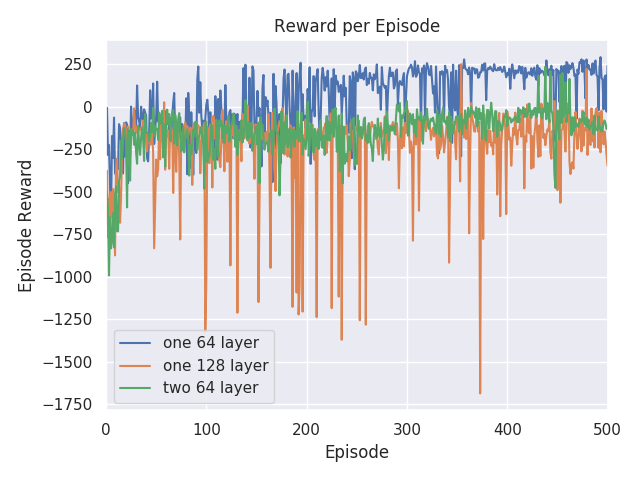 Reward per Episode
Episode Reward
250
0
−250
−500
−750
−1000
−1250
−1500
−1750
one 64 layer
one 128 layer
two 64 layer
0 100 200 300 400 500
Episode